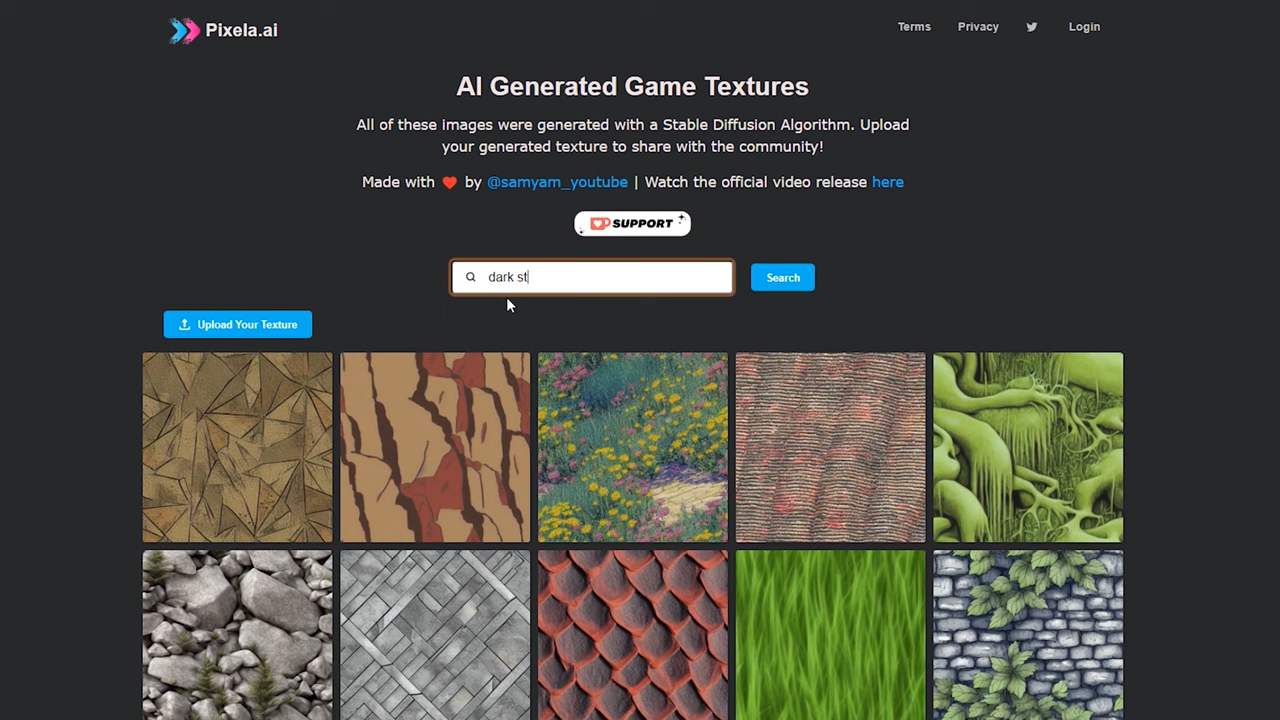 Pixela.ai
Terms Privacy Login
AI Generated Game Textures
All of these images were generated with a Stable Diffusion Algorithm. Upload
your generated texture to share with the community!
Made with ❤ by @samyam_youtube | Watch the official video release here
SUPPORT
dark st
Search
Upload Your Texture